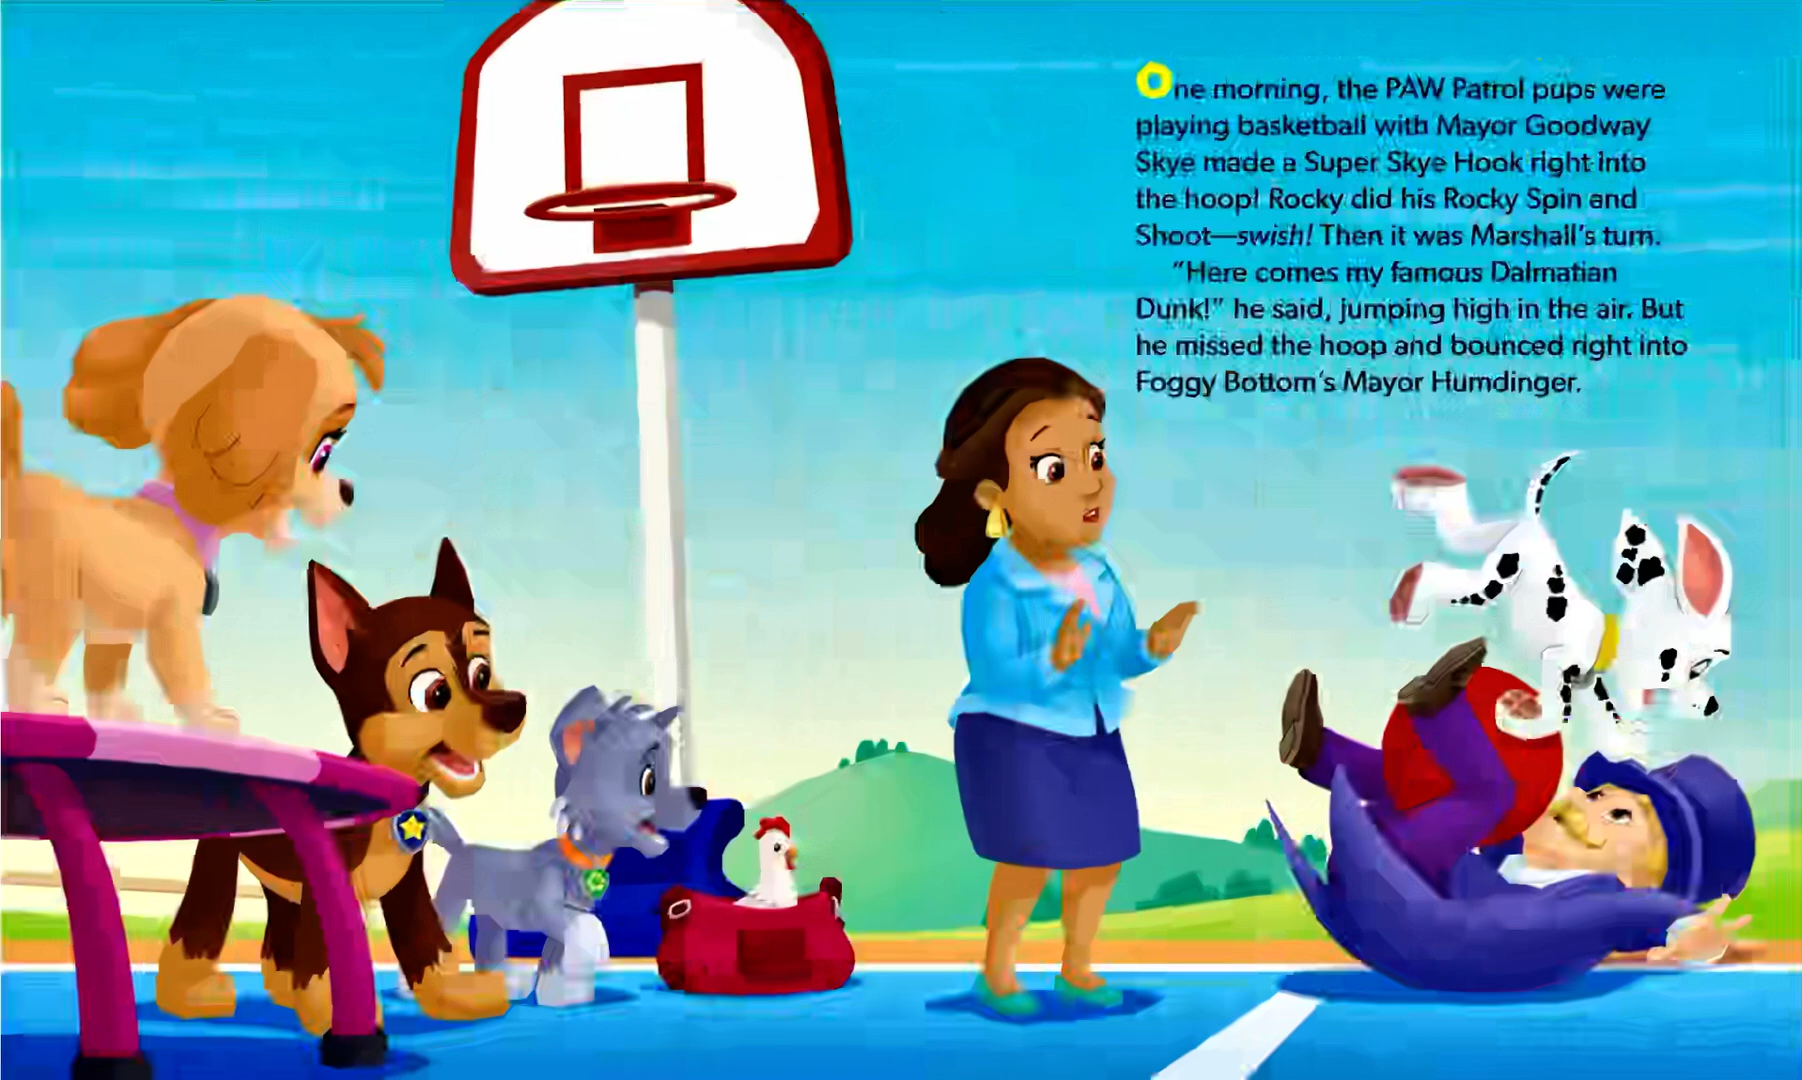 One morning, the PAW Patrol pups were
playing basketball with Mayor Goodway
Skye made a Super Skye Hook right into
the hoop! Rocky did his Rocky Spin and
Shoot—swish! Then it was Marshall's turn.
"Here comes my famous Dalmatian
Dunk!" he said, jumping high in the air. But
he missed the hoop and bounced right into
Foggy Bottom's Mayor Humdinger.